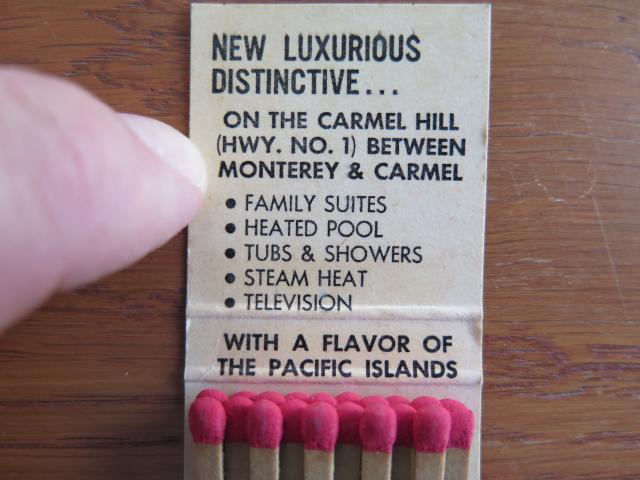 NEW LUXURIOUS
DISTINCTIVE...
ON THE CARMEL HILL
(HWY. NO. 1) BETWEEN
MONTEREY & CARMEL
• FAMILY SUITES
• HEATED POOL
• TUBS & SHOWERS
• STEAM HEAT
• TELEVISION
WITH A FLAVOR OF
THE PACIFIC ISLANDS